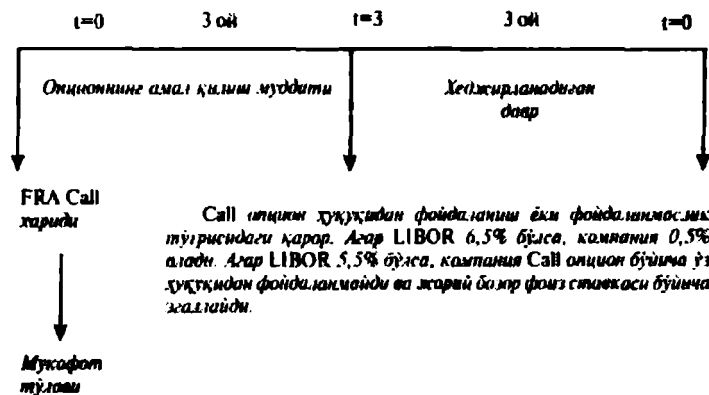 t=0 3 ой t=3 3 ой t=0
Опционнинг амал қилиш муддати
Хеджирланадиган
давр
FRA Call
хариди
Call опцион ҳуқуқидан фойдаланиш ёки фойдаланмаслик
тўғрисидаги қарор. Агар LIBOR 6,5% бўлса, компания 0,5%
олади. Агар LIBOR 5,5% бўлса, компания Call опцион бўйича ўз
ҳуқуқидан фойдаланмайди ва жорий бозор фоиз ставкаси бўйича
эгаллайди.
Мукофот
тўлови